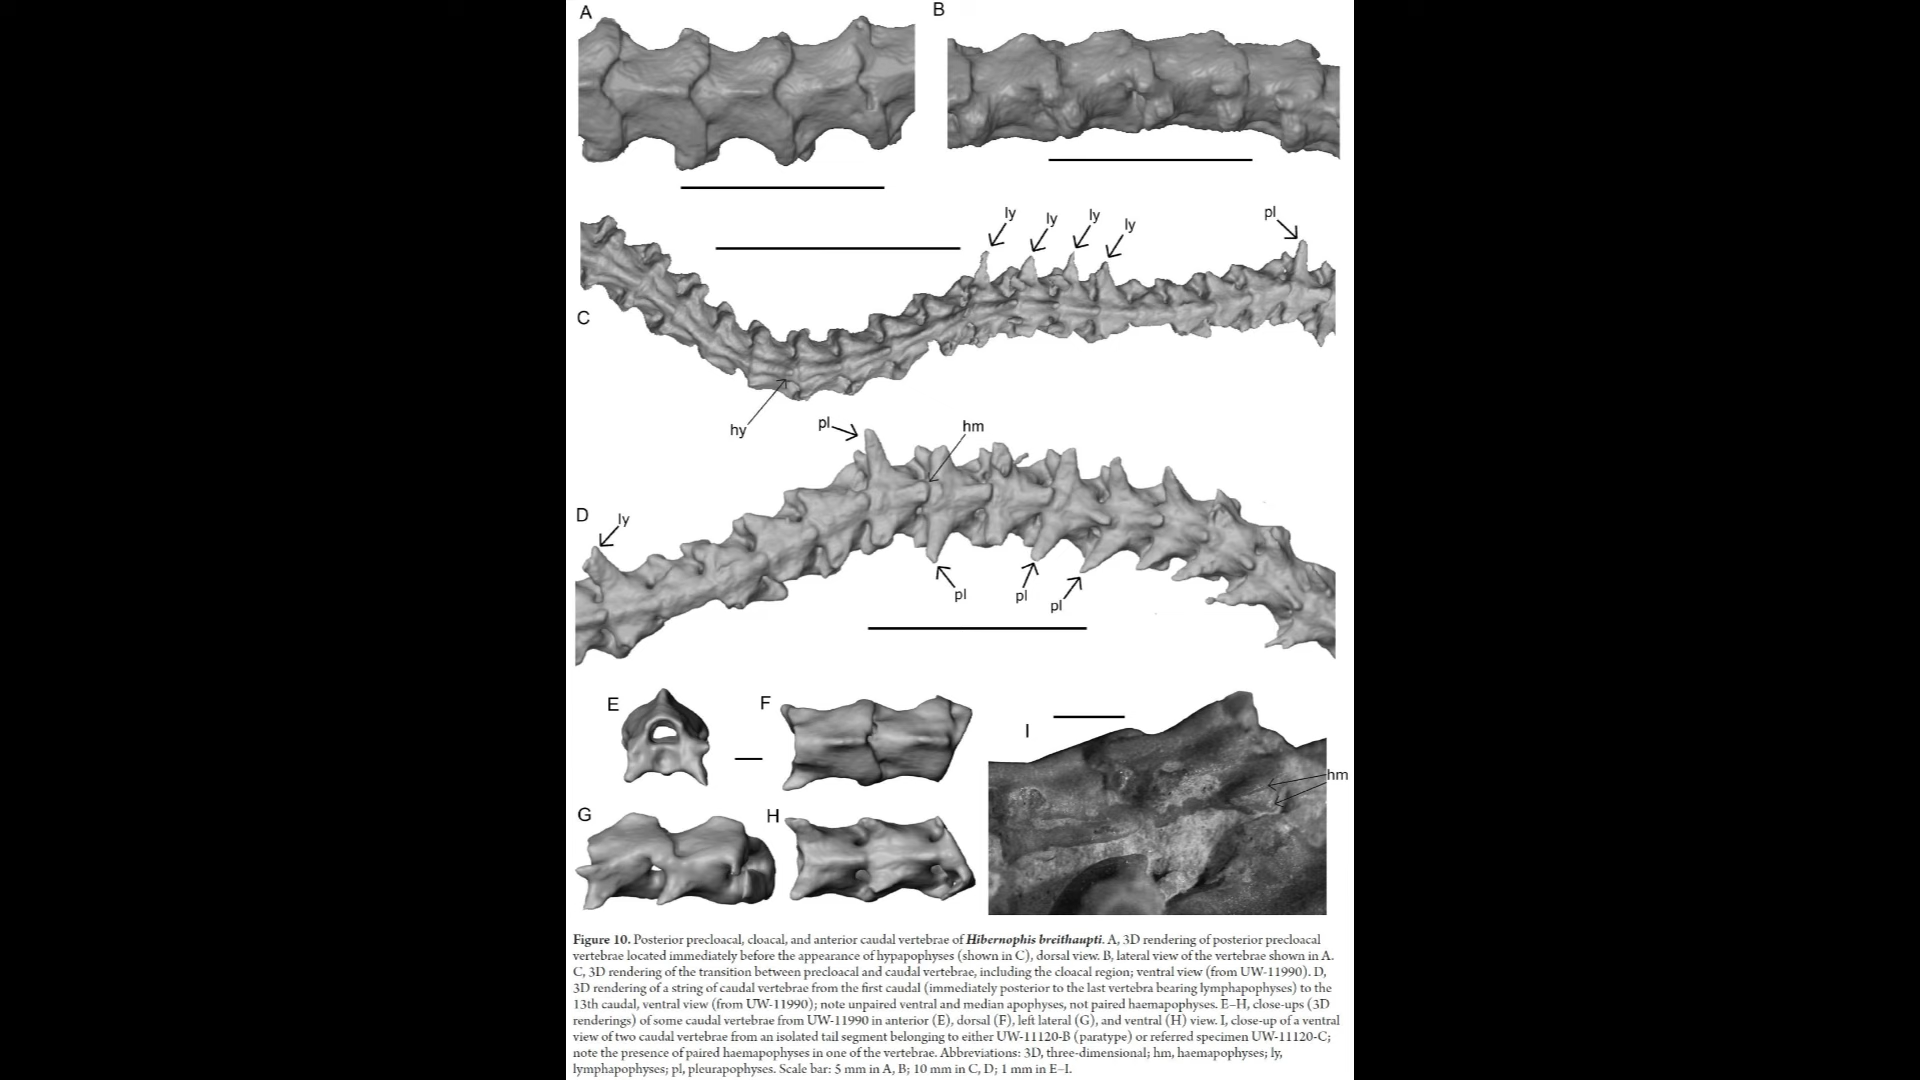 A
B
ly
ly
ly
ly
pl
C
hy
pl
hm
D
ly
pl
pl
pl
E
F
I
hm
G
H
Figure 10. Posterior precloacal, cloacal, and anterior caudal vertebrae of Hibernophis breithaupti. A, 3D rendering of posterior precloacal
vertebrae located immediately before the appearance of hypapophyses (shown in C), dorsal view. B, lateral view of the vertebrae shown in A.
C, 3D rendering of the transition between precloacal and caudal vertebrae, including the cloacal region; ventral view (from UW-11990). D,
3D rendering of a string of caudal vertebrae from the first caudal (immediately posterior to the last vertebra bearing lymphapophyses) to the
13th caudal, ventral view (from UW-11990); note unpaired ventral and median apophyses, not paired haemapophyses. E–H, close-ups (3D
renderings) of some caudal vertebrae from UW-11990 in anterior (E), dorsal (F), left lateral (G), and ventral (H) view. I, close-up of a ventral
view of two caudal vertebrae from an isolated tail segment belonging to either UW-11120-B (paratype) or referred specimen UW-11120-C;
note the presence of paired haemapophyses in one of the vertebrae. Abbreviations: 3D, three-dimensional; hm, haemapophyses; ly,
lymphapophyses; pl, pleurapophyses. Scale bar: 5 mm in A, B; 10 mm in C, D; 1 mm in E–I.